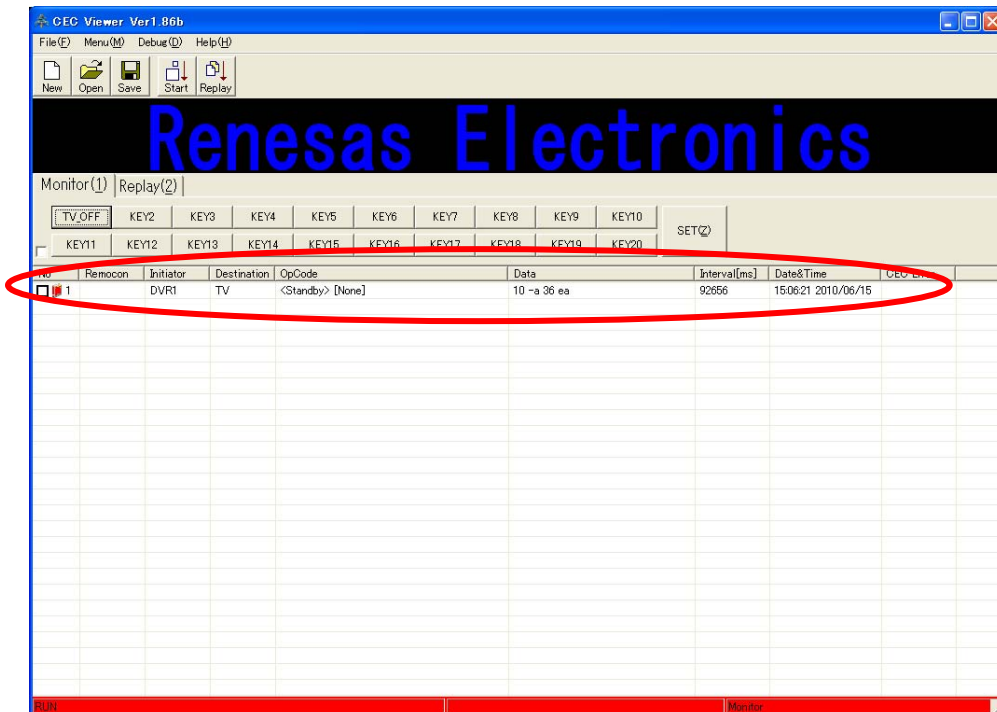 CEC Viewer Ver1.86b
File(F) Menu(M) Debug(D) Help(H)
New Open Save Start Replay
Renesas Electronics
Monitor(1) Replay(2)
TV_OFF KEY2 KEY3 KEY4 KEY5 KEY6 KEY7 KEY8 KEY9 KEY10
SET(Z)
KEY11 KEY12 KEY13 KEY14 KEY15 KEY16 KEY17 KEY18 KEY19 KEY20
No Remocon Initiator Destination OpCode Data Interval[ms] Date&Time CEC Error
1 DVR1 TV <Standby> [None] 10 -a 36 ea 92656 15:06:21 2010/06/15
RUN Monitor